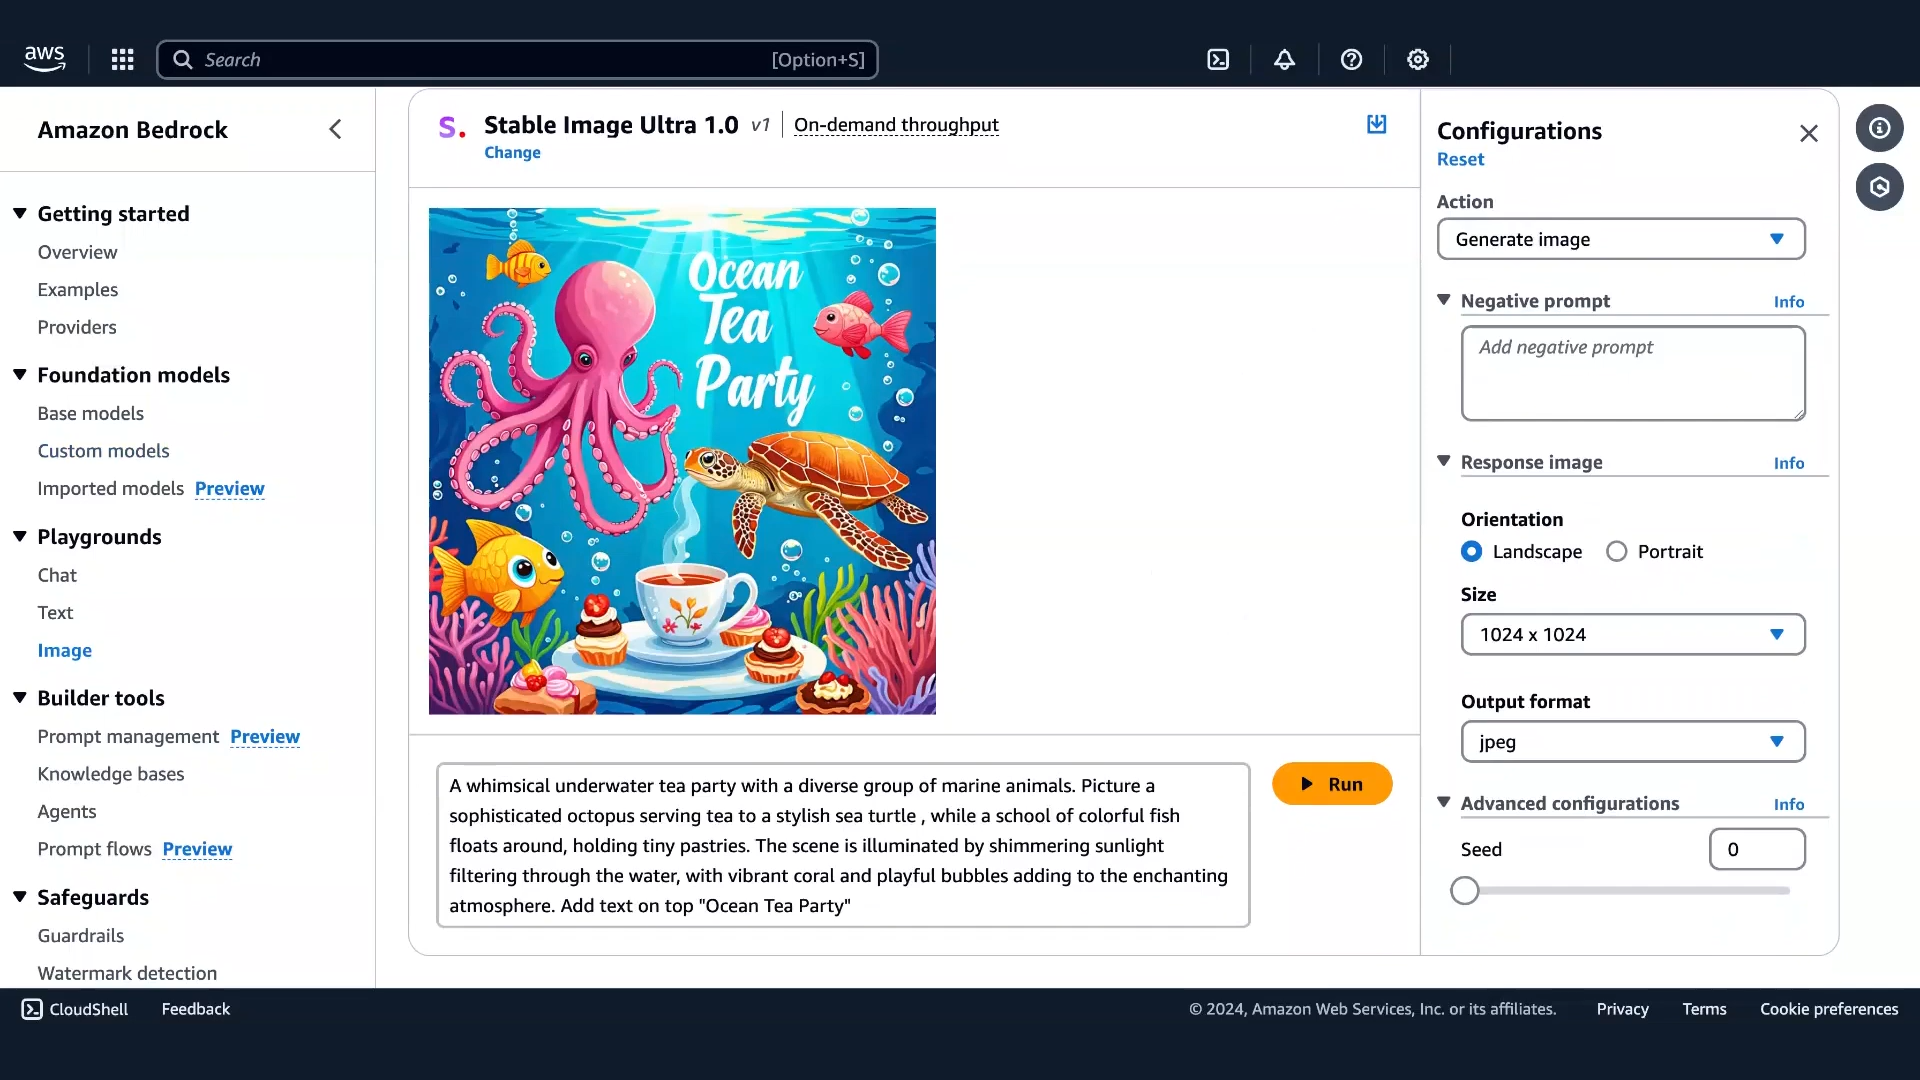 aws
Search [Option+S]
Amazon Bedrock
Getting started
Overview
Examples
Providers
Foundation models
Base models
Custom models
Imported models Preview
Playgrounds
Chat
Text
Image
Builder tools
Prompt management Preview
Knowledge bases
Agents
Prompt flows Preview
Safeguards
Guardrails
Watermark detection
S. Stable Image Ultra 1.0 v1 On-demand throughput
Change
Ocean
Tea
Party
A whimsical underwater tea party with a diverse group of marine animals. Picture a
sophisticated octopus serving tea to a stylish sea turtle , while a school of colorful fish
floats around, holding tiny pastries. The scene is illuminated by shimmering sunlight
filtering through the water, with vibrant coral and playful bubbles adding to the enchanting
atmosphere. Add text on top "Ocean Tea Party"
Run
Configurations
Reset
Action
Generate image
Negative prompt Info
Add negative prompt
Response image Info
Orientation
Landscape Portrait
Size
1024 x 1024
Output format
jpeg
Advanced configurations Info
Seed 0
CloudShell Feedback © 2024, Amazon Web Services, Inc. or its affiliates. Privacy Terms Cookie preferences